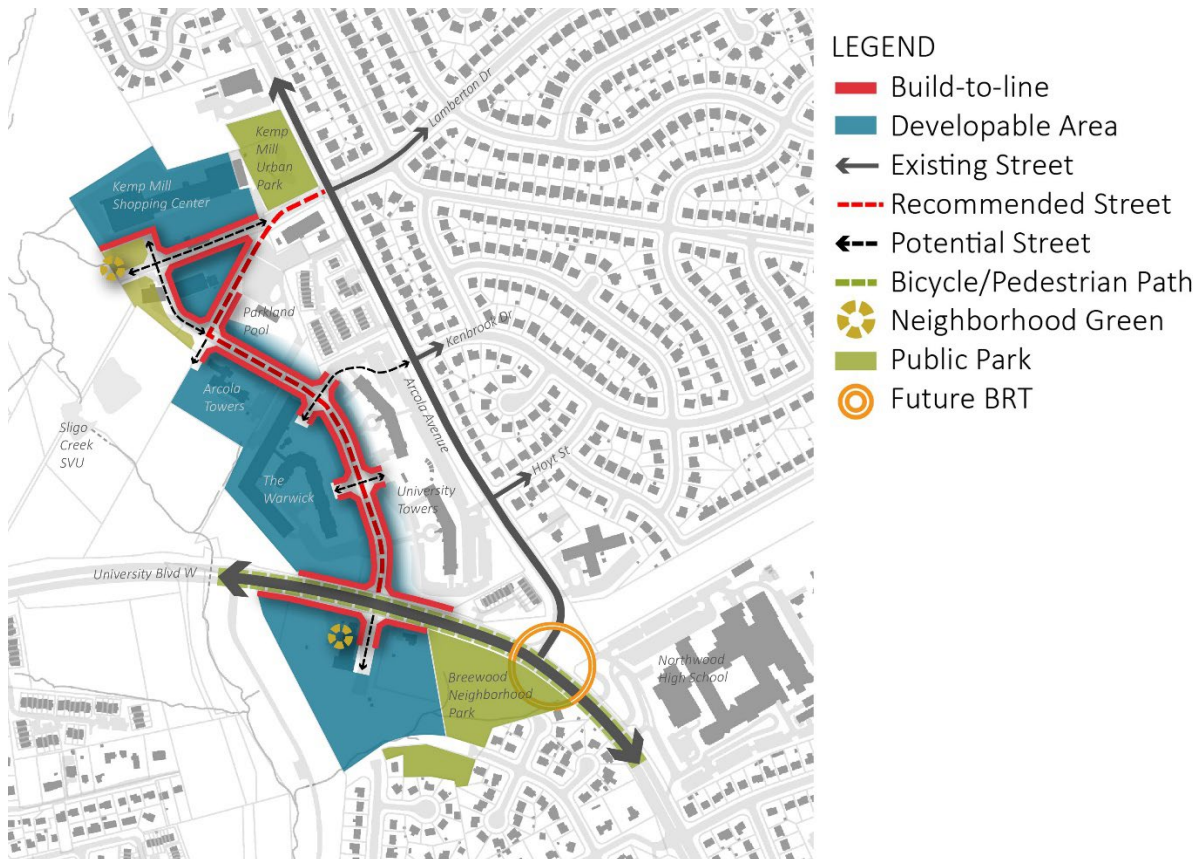 Lamberton Dr
Kemp
Mill
Urban
Park
Kemp Mill
Shopping Center
Parkland
Pool
Kenbrook Dr
Arcola
Towers
Arcola Avenue
Sligo
Creek
SVU
The
Warwick
University
Towers
Hoyt St
University Blvd W
Northwood
High School
Breewood
Neighborhood
Park
LEGEND
Build-to-line
Developable Area
Existing Street
Recommended Street
Potential Street
Bicycle/Pedestrian Path
Neighborhood Green
Public Park
Future BRT